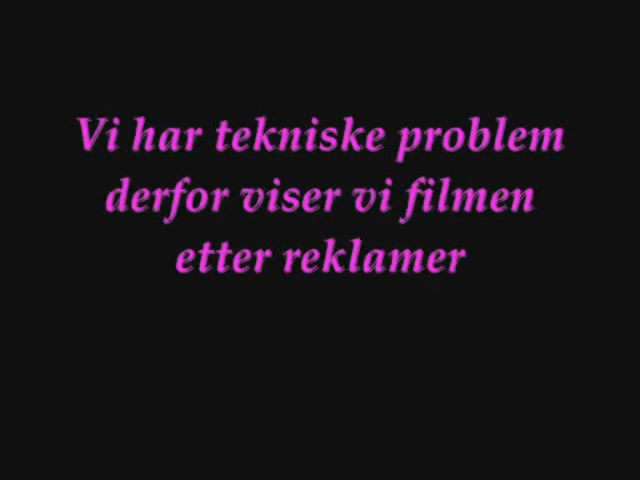 Vi har tekniske problem
derfor viser vi filmen
etter reklamer